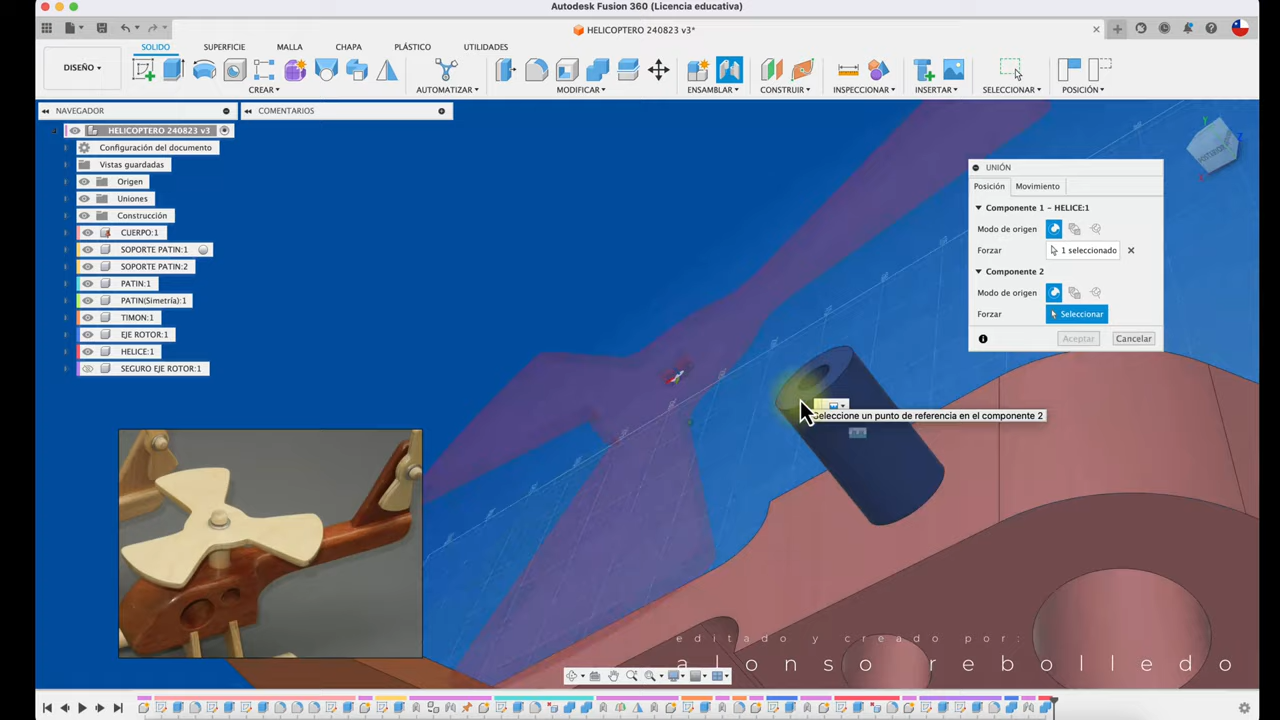 Autodesk Fusion 360 (Licencia educativa)
HELICOPTERO 240823 v3*
DISEÑO
SOLIDO SUPERFICIE MALLA CHAPA PLÁSTICO UTILIDADES
CREAR AUTOMATIZAR MODIFICAR ENSAMBLAR CONSTRUIR INSPECCIONAR INSERTAR SELECCIONAR POSICIÓN
NAVEGADOR
COMENTARIOS
HELICOPTERO 240823 v3
Configuración del documento
Vistas guardadas
Origen
Uniones
Construcción
CUERPO:1
SOPORTE PATIN:1
SOPORTE PATIN:2
PATIN:1
PATIN(Simetría):1
TIMON:1
EJE ROTOR:1
HELICE:1
SEGURO EJE ROTOR:1
UNIÓN
Posición Movimiento
Componente 1 - HELICE:1
Modo de origen
Forzar 1 seleccionado
Componente 2
Modo de origen
Forzar Seleccionar
Aceptar Cancelar
Seleccione un punto de referencia en el componente 2
editado y creado por:
alonso rebolledo